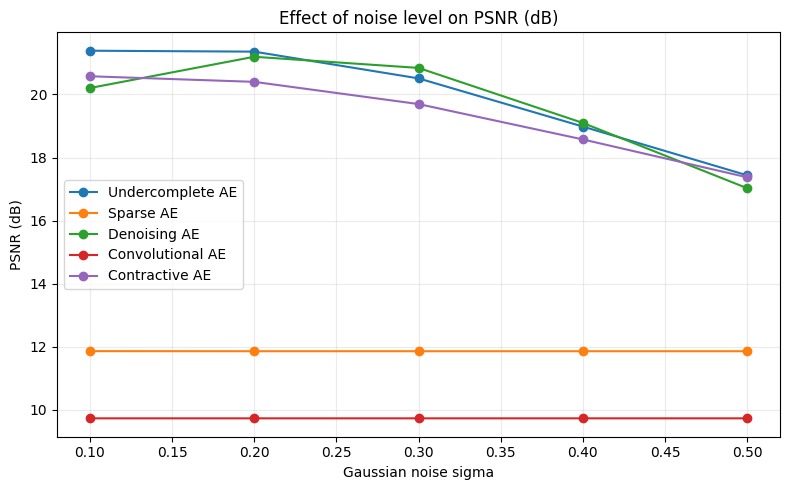 Effect of noise level on PSNR (dB)
PSNR (dB)
20
18
16
14
12
10
Undercomplete AE
Sparse AE
Denoising AE
Convolutional AE
Contractive AE
0.10 0.15 0.20 0.25 0.30 0.35 0.40 0.45 0.50
Gaussian noise sigma